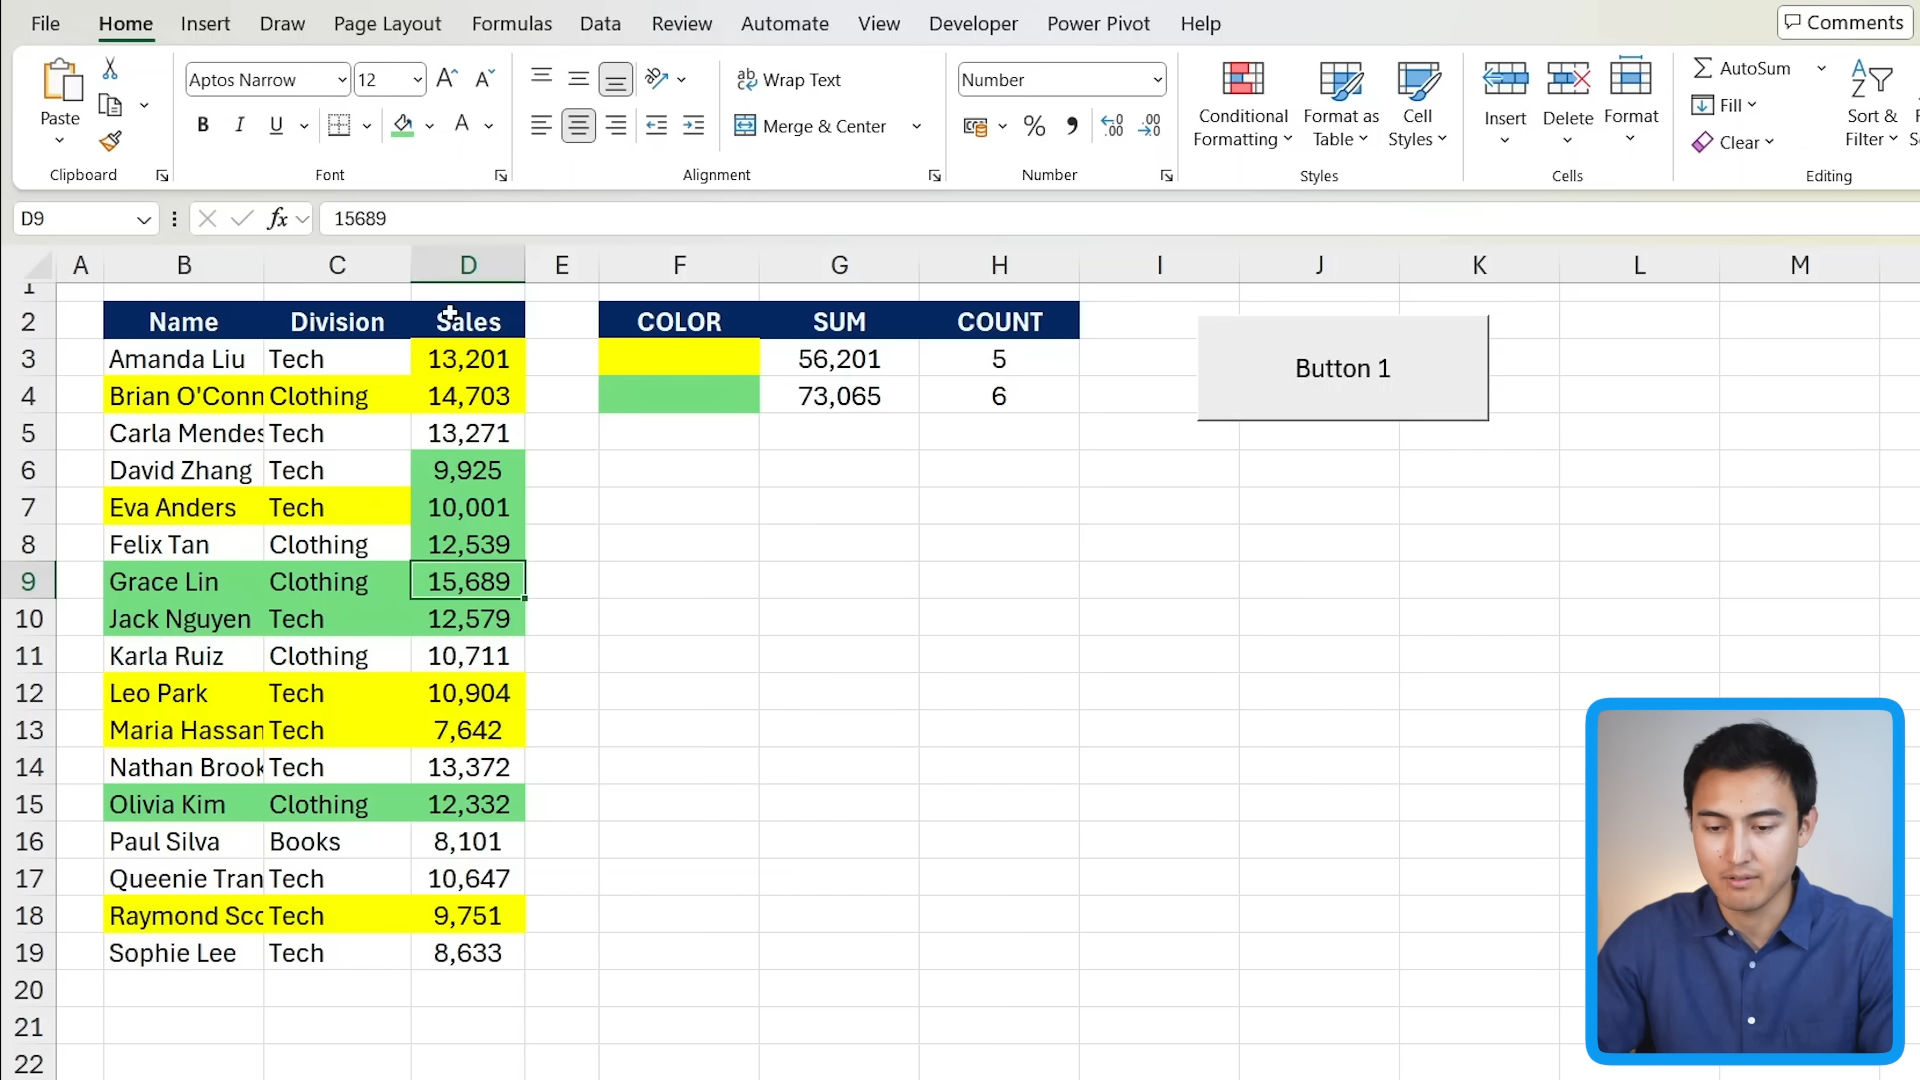 File Home Insert Draw Page Layout Formulas Data Review View Automate Developer Power Pivot Help Comments
Aptos Narrow 12 Wrap Text Number AutoSum
Paste Conditional Formatting Format as Table Cell Styles Insert Delete Format Fill Sort & Filter
B I U A Merge & Center % Clear
Clipboard Font Alignment Number Styles Cells Editing
D9 fx 15689
A B C D E F G H I J K L M
1
2 Name Division Sales COLOR SUM COUNT
3 Amanda Liu Tech 13,201 56,201 5
Button 1
4 Brian O'Conn Clothing 14,703 73,065 6
5 Carla Mendes Tech 13,271
6 David Zhang Tech 9,925
7 Eva Anders Tech 10,001
8 Felix Tan Clothing 12,539
9 Grace Lin Clothing 15,689
10 Jack Nguyen Tech 12,579
11 Karla Ruiz Clothing 10,711
12 Leo Park Tech 10,904
13 Maria Hassan Tech 7,642
14 Nathan Brook Tech 13,372
15 Olivia Kim Clothing 12,332
16 Paul Silva Books 8,101
17 Queenie Tran Tech 10,647
18 Raymond Sco Tech 9,751
19 Sophie Lee Tech 8,633
20
21
22